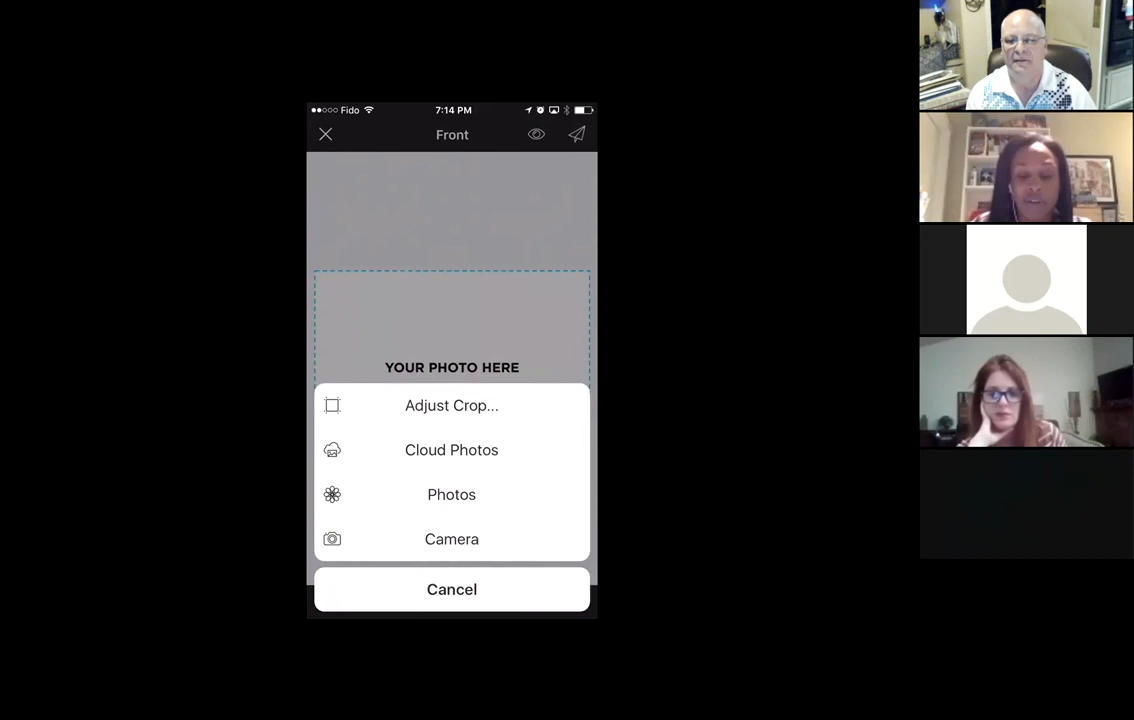 Fido 7:14 PM
Front
YOUR PHOTO HERE
Adjust Crop...
Cloud Photos
Photos
Camera
Cancel